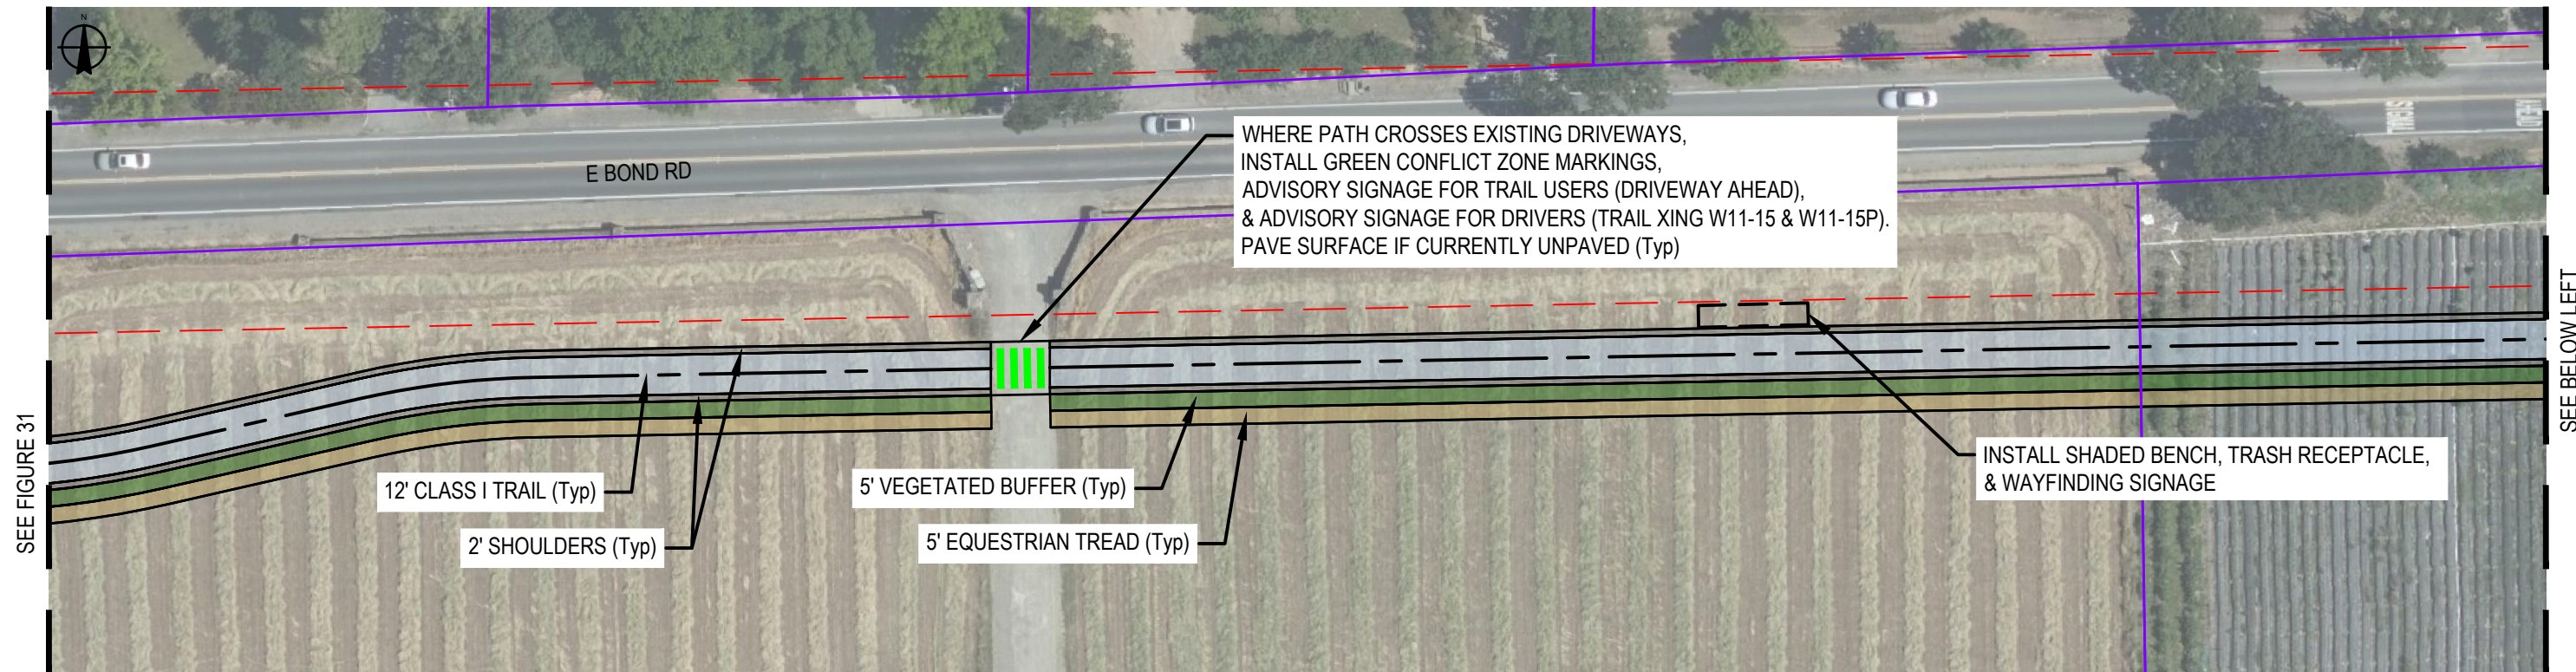 N
E BOND RD
SIGNAL
AHEAD
WHERE PATH CROSSES EXISTING DRIVEWAYS,
INSTALL GREEN CONFLICT ZONE MARKINGS,
ADVISORY SIGNAGE FOR TRAIL USERS (DRIVEWAY AHEAD),
& ADVISORY SIGNAGE FOR DRIVERS (TRAIL XING W11-15 & W11-15P).
PAVE SURFACE IF CURRENTLY UNPAVED (Typ)
SEE FIGURE 31
SEE BELOW LEFT
12' CLASS I TRAIL (Typ)
2' SHOULDERS (Typ)
5' VEGETATED BUFFER (Typ)
5' EQUESTRIAN TREAD (Typ)
INSTALL SHADED BENCH, TRASH RECEPTACLE,
& WAYFINDING SIGNAGE